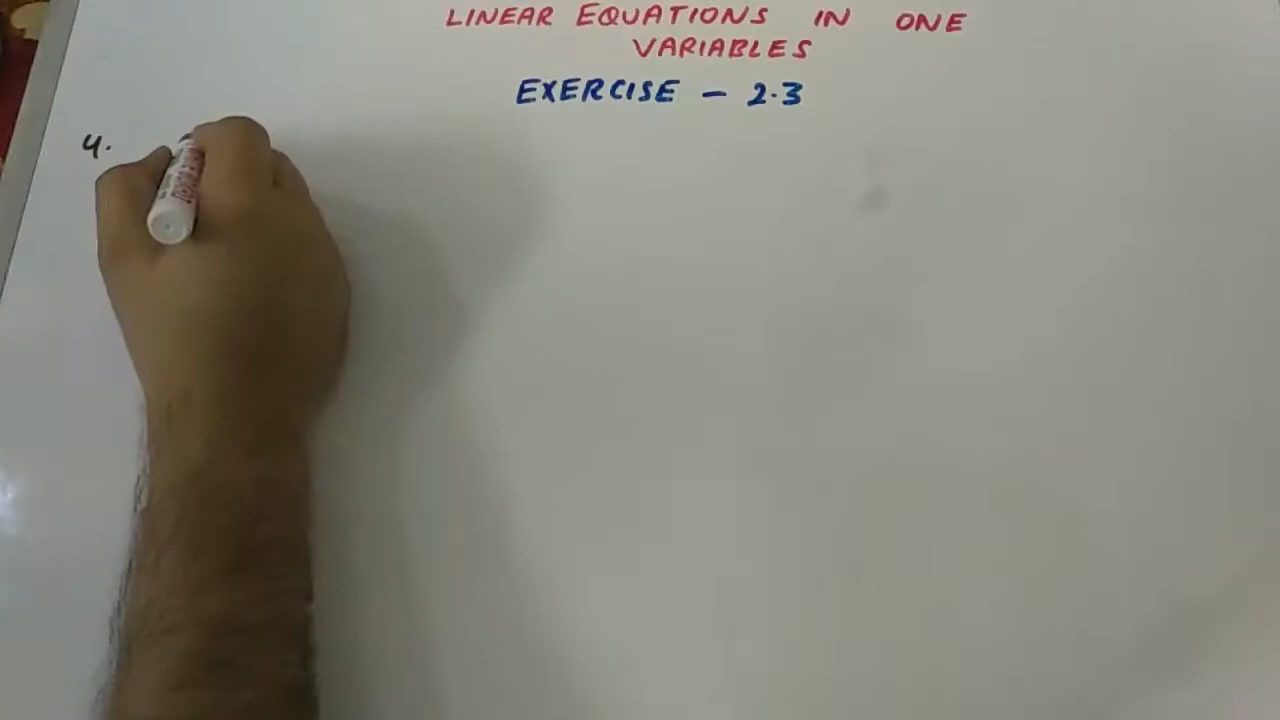 LINEAR EQUATIONS IN ONE
VARIABLES
EXERCISE - 2.3
4.